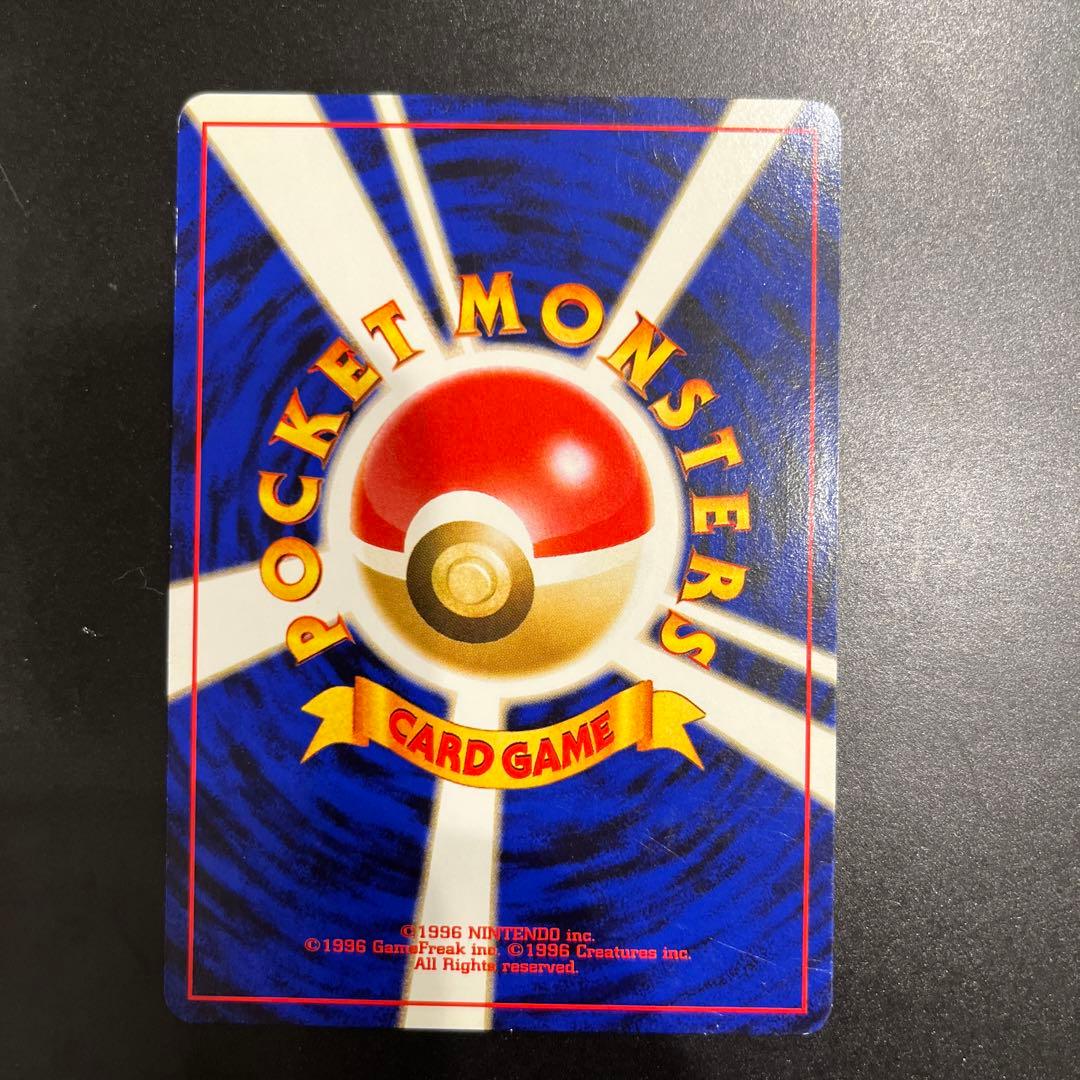 POCKET MONSTERS
CARD GAME
©1996 NINTENDO inc.
©1996 GameFreak inc. ©1996 Creatures inc.
All Rights reserved.